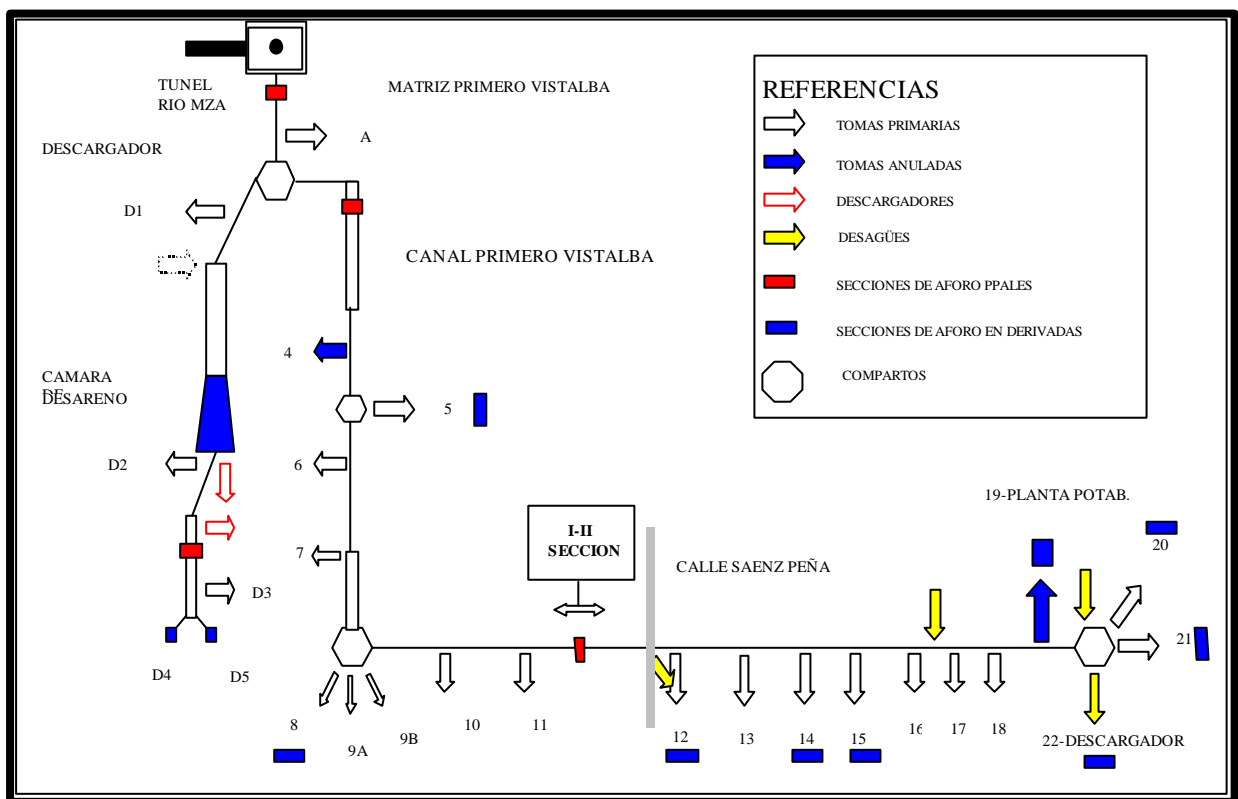 TUNEL
RIO MZA
MATRIZ PRIMERO VISTALBA
A
DESCARGADOR
D1
CANAL PRIMERO VISTALBA
REFERENCIAS
TOMAS PRIMARIAS
TOMAS ANULADAS
DESCARGADORES
DESAGÜES
SECCIONES DE AFORO PPALES
SECCIONES DE AFORO EN DERIVADAS
COMPARTOS
4
CAMARA
DE
DESARENO
5
D2
6
19-PLANTA POTAB.
20
I-II
SECCION
7
CALLE SAENZ PEÑA
D3
21
D4
D5
8
9A
9B
10
11
12
13
14
15
16
17
18
22-DESCARGADOR